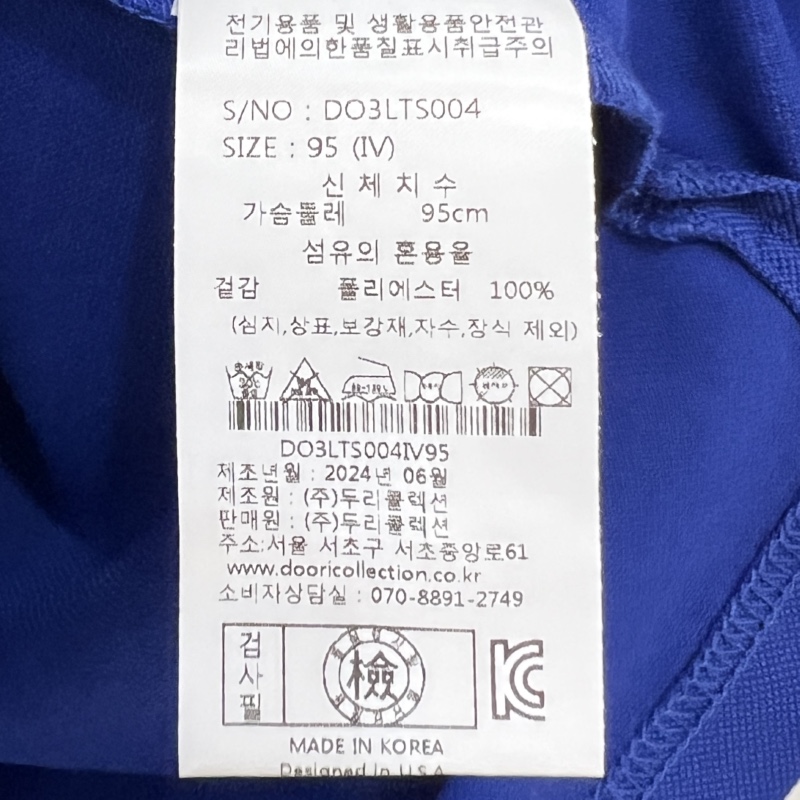 전기용품 및 생활용품안전관
리법에의한품질표시취급주의
S/NO : DO3LTS004
SIZE : 95 (IV)
신 체 치 수
가슴둘레 95cm
섬유의 혼용율
겉감 폴리에스터 100%
(심지,상표,보강재,자수,장식 제외)
DO3LTS004IV95
제조년월 : 2024년 06월
제조원 : (주)두리콜렉션
판매원 : (주)두리콜렉션
주소:서울 서초구 서초중앙로61
www.dooricollection.co.kr
소비자상담실 : 070-8891-2749
검
사
필
檢
KC
MADE IN KOREA
Designed In U.S.A